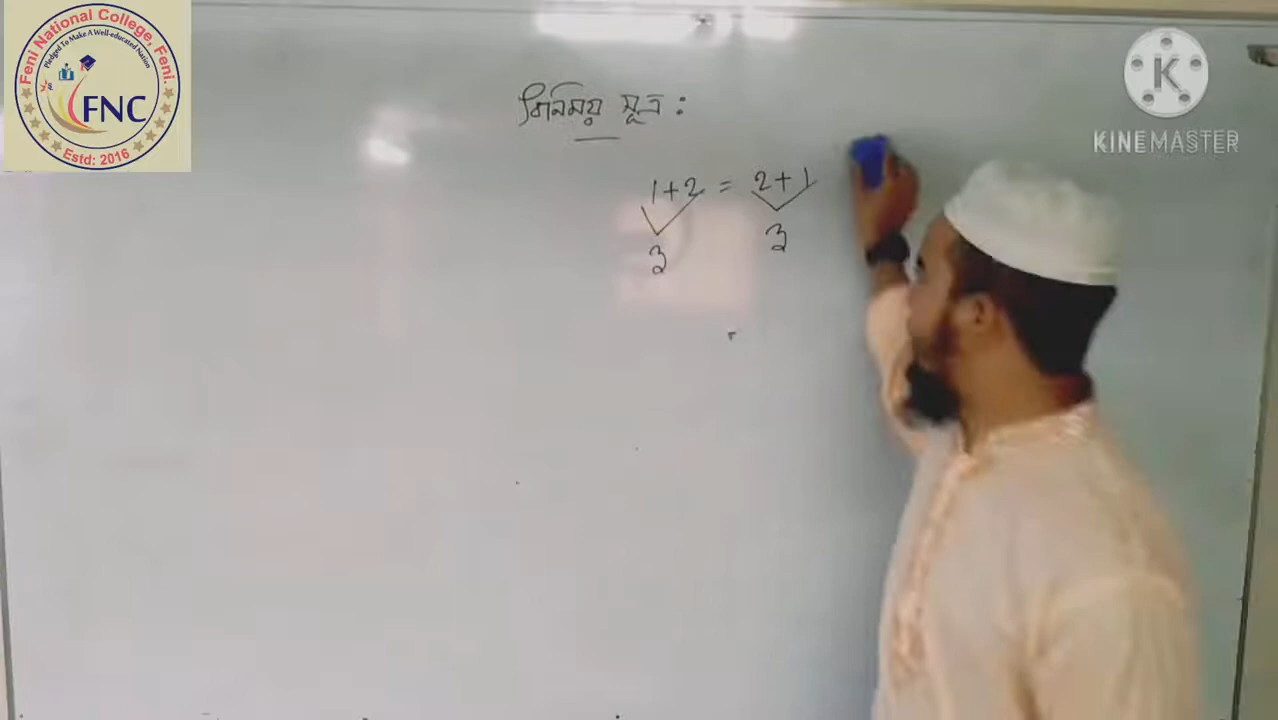 Feni National College, Feni.
Pledged To Make A Well-educated Nation
FNC
Estd: 2016
KINEMASTER
বিনিময় সূত্র :
1+2 = 2+1
3 3